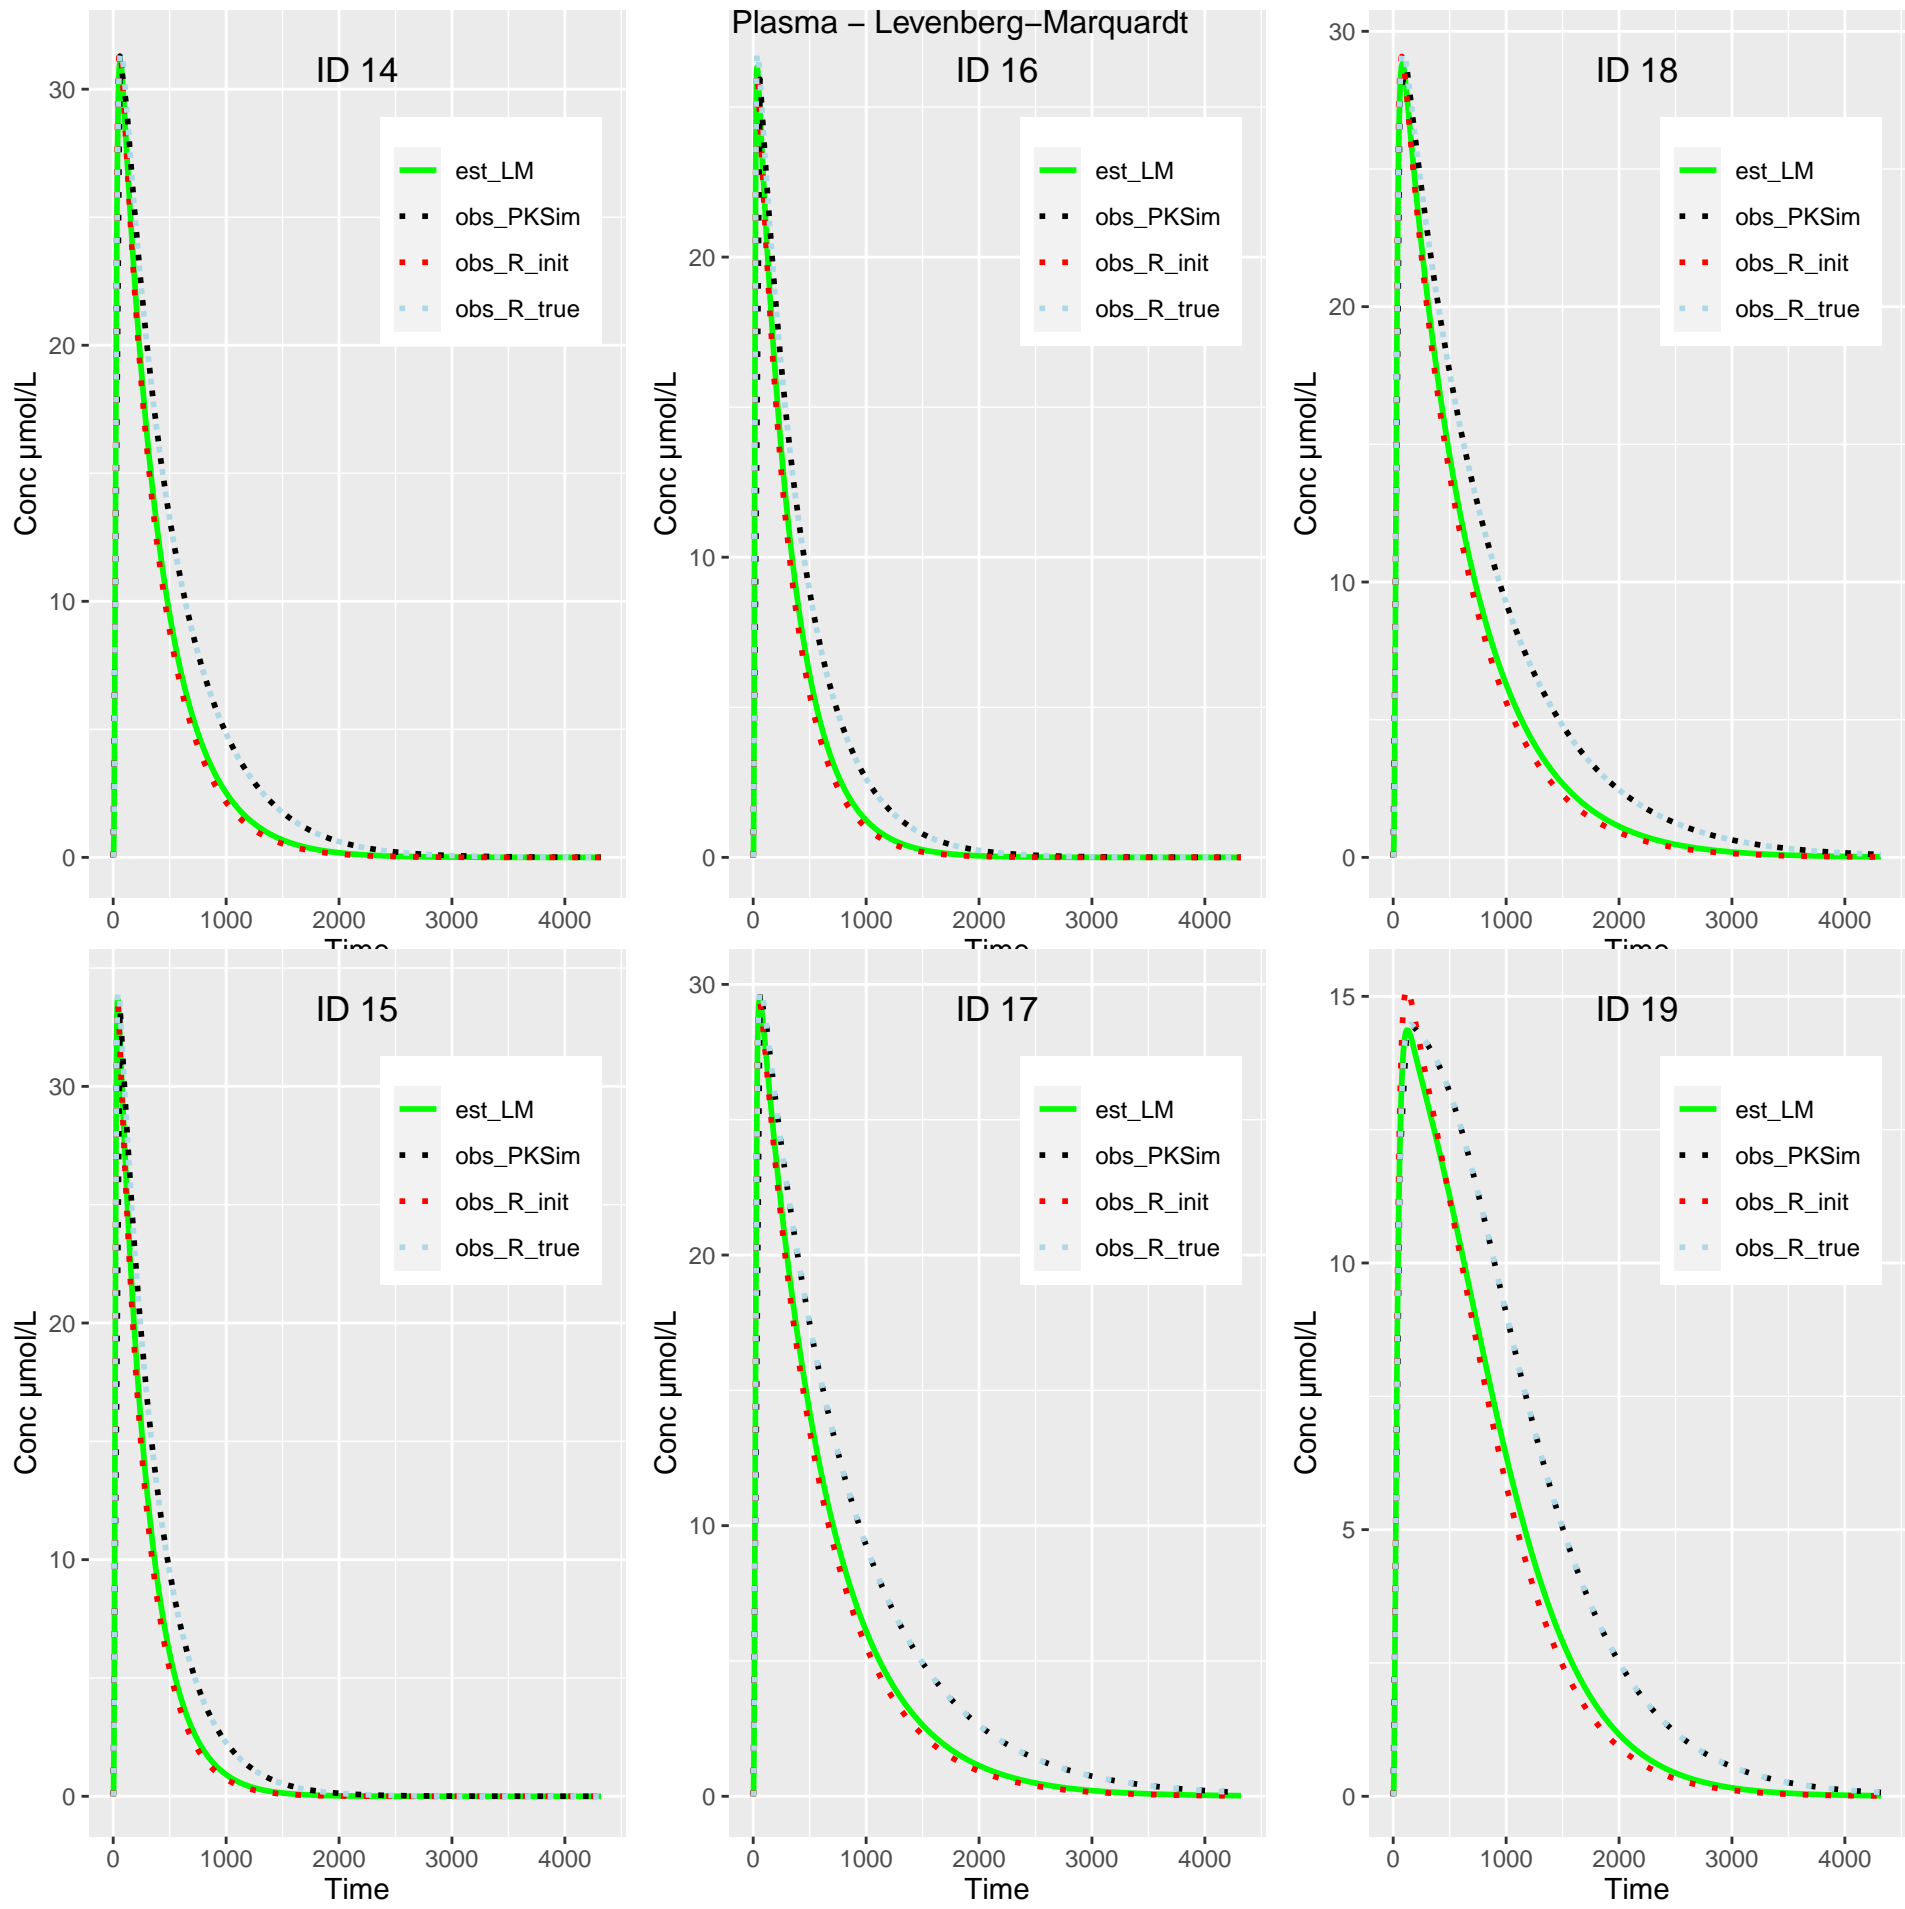 Plasma – Levenberg–Marquardt
ID 14
30
20
10
0
Conc µmol/L
est_LM
obs_PKSim
obs_R_init
obs_R_true
0 1000 2000 3000 4000
Time
ID 16
20
10
0
Conc µmol/L
est_LM
obs_PKSim
obs_R_init
obs_R_true
0 1000 2000 3000 4000
Time
ID 18
30
20
10
0
Conc µmol/L
est_LM
obs_PKSim
obs_R_init
obs_R_true
0 1000 2000 3000 4000
Time
ID 15
30
20
10
0
Conc µmol/L
est_LM
obs_PKSim
obs_R_init
obs_R_true
0 1000 2000 3000 4000
Time
ID 17
30
20
10
0
Conc µmol/L
est_LM
obs_PKSim
obs_R_init
obs_R_true
0 1000 2000 3000 4000
Time
ID 19
15
10
5
0
Conc µmol/L
est_LM
obs_PKSim
obs_R_init
obs_R_true
0 1000 2000 3000 4000
Time